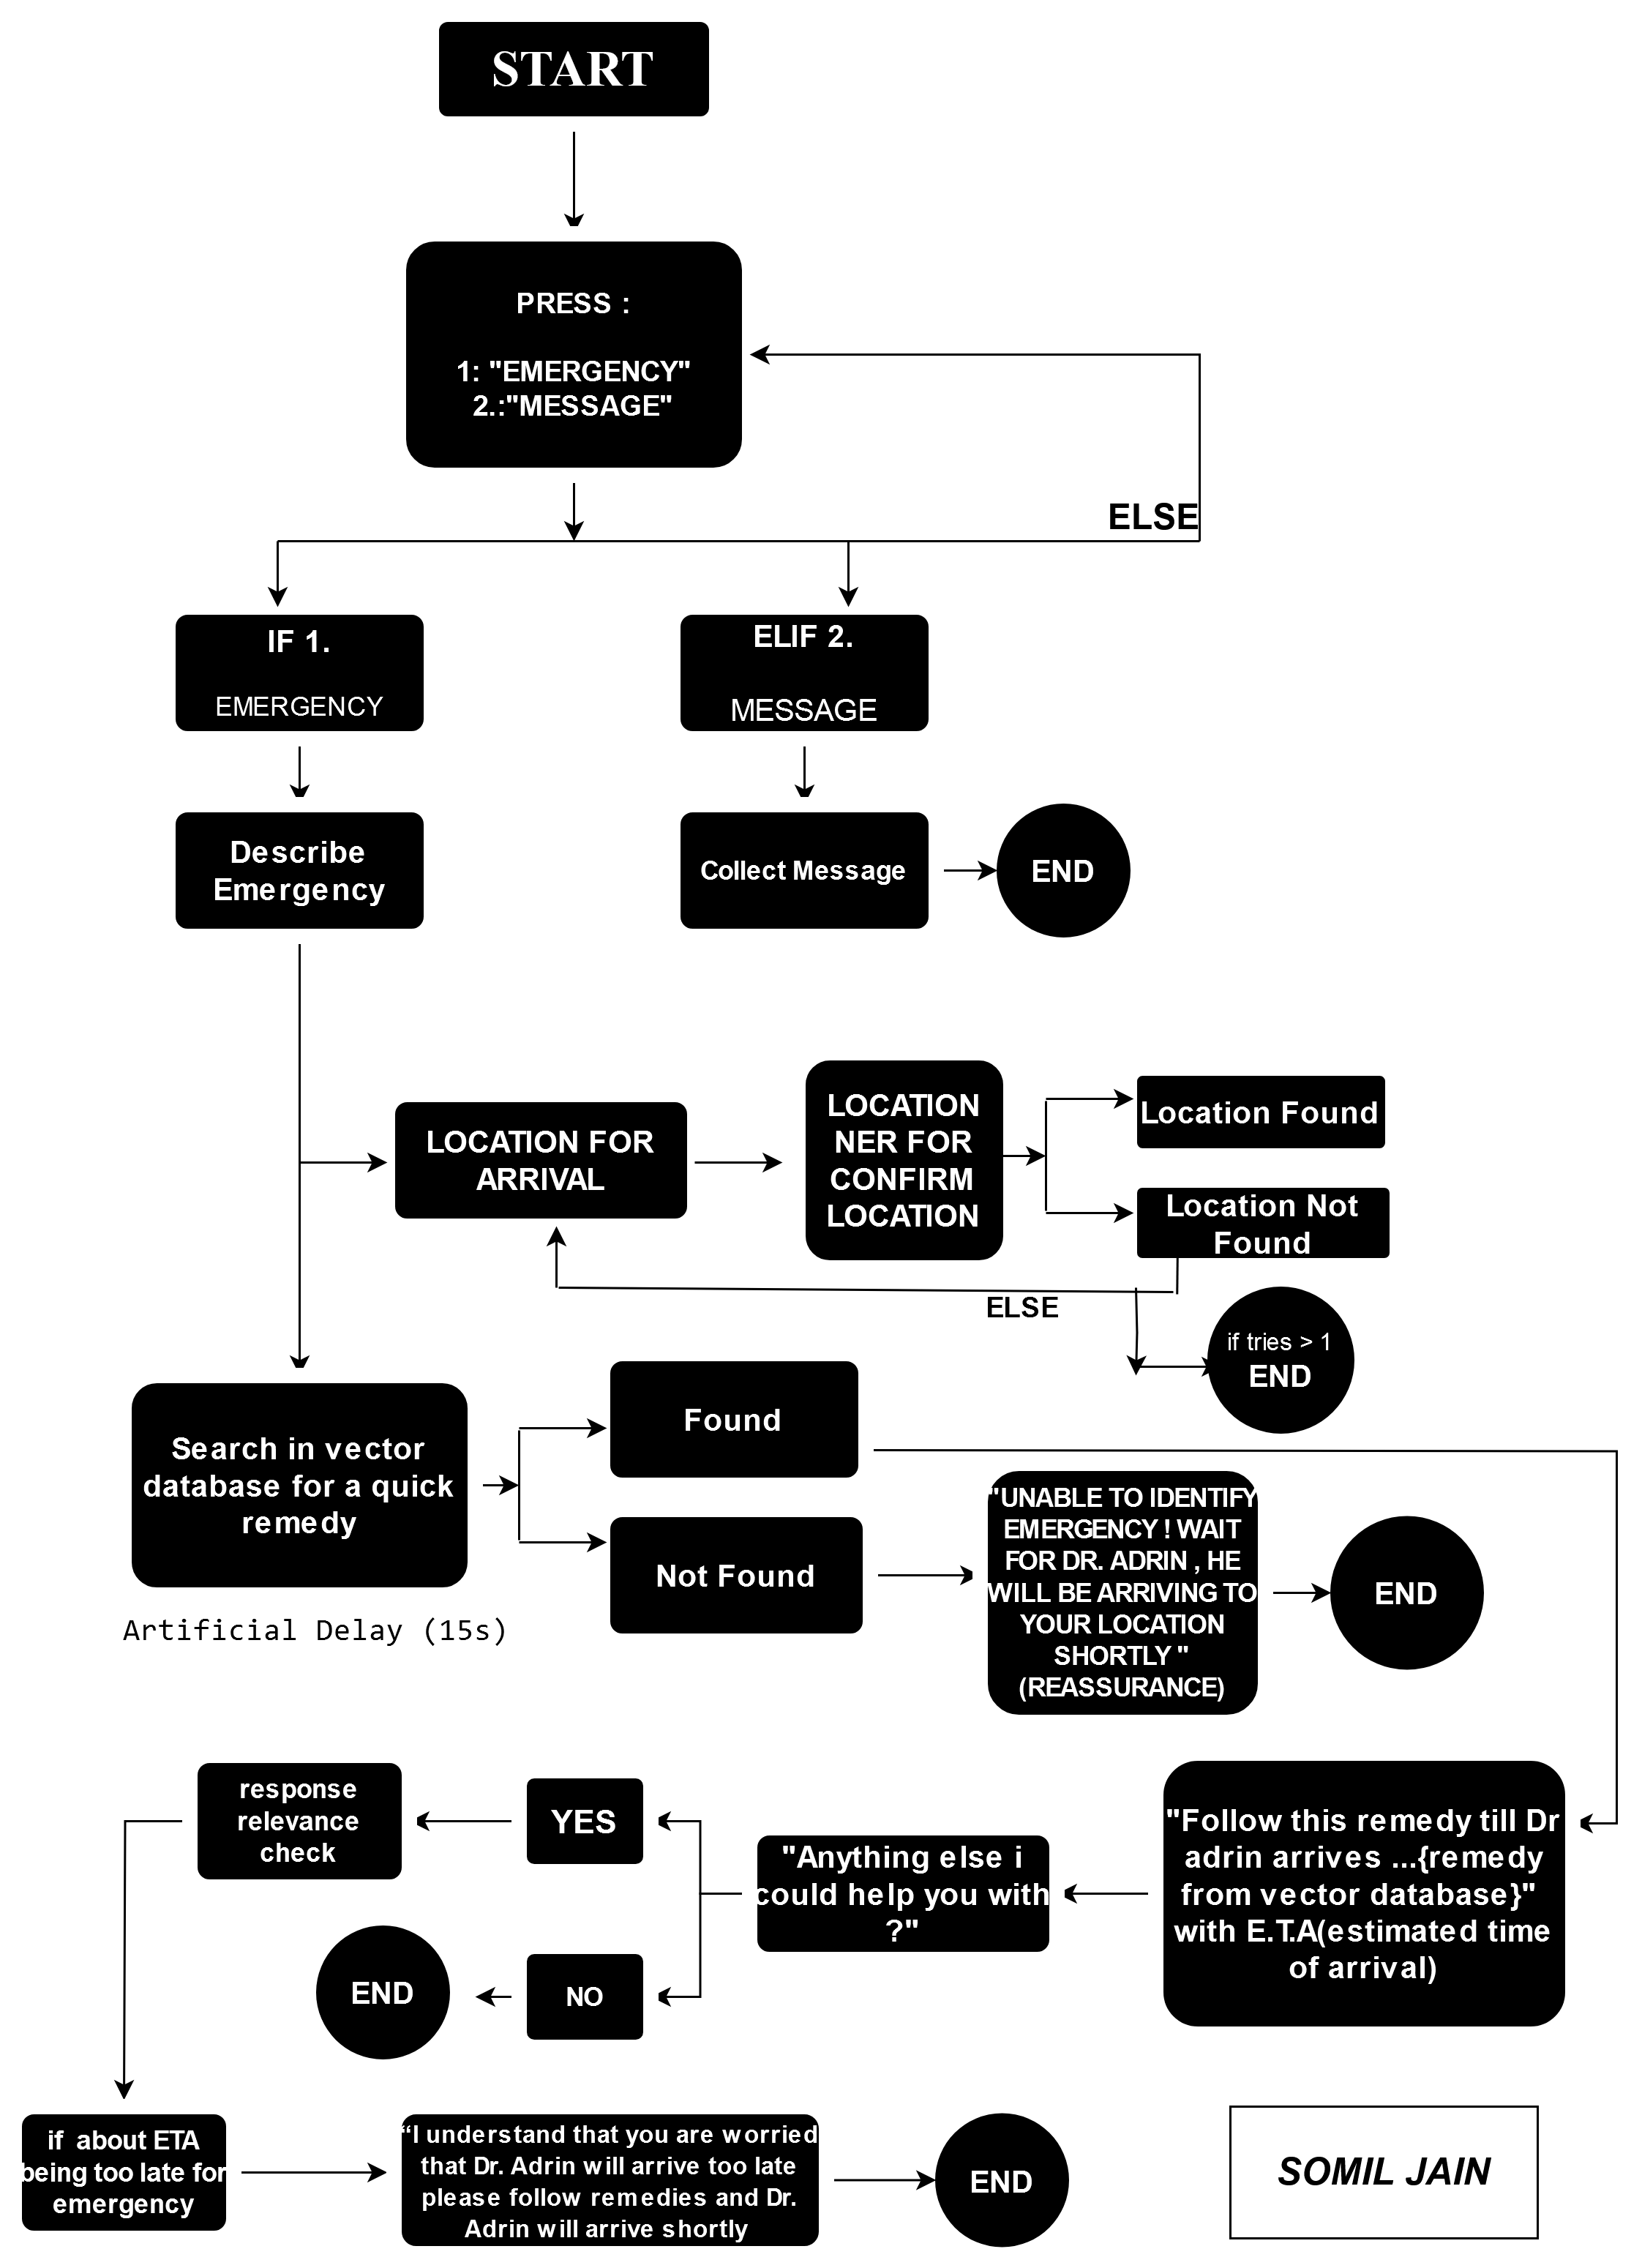 START
PRESS :
1: "EMERGENCY"
2.:"MESSAGE"
ELSE
IF 1.
EMERGENCY
ELIF 2.
MESSAGE
Describe
Emergency
Collect Message
END
LOCATION FOR
ARRIVAL
LOCATION
NER FOR
CONFIRM
LOCATION
Location Found
Location Not
Found
ELSE
if tries > 1
END
Search in vector
database for a quick
remedy
Artificial Delay (15s)
Found
Not Found
"UNABLE TO IDENTIFY
EMERGENCY ! WAIT
FOR DR. ADRIN , HE
WILL BE ARRIVING TO
YOUR LOCATION
SHORTLY "
(REASSURANCE)
END
"Follow this remedy till Dr
adrin arrives ...{remedy
from vector database}"
with E.T.A(estimated time
of arrival)
"Anything else i
could help you with
?"
YES
NO
response
relevance
check
END
if about ETA
being too late for
emergency
“I understand that you are worried
that Dr. Adrin will arrive too late
please follow remedies and Dr.
Adrin will arrive shortly
END
SOMIL JAIN